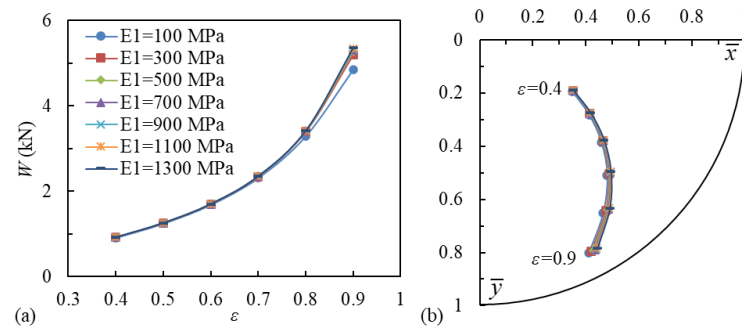 (a)
W (kN)
6
4
2
0
E1=100 MPa
E1=300 MPa
E1=500 MPa
E1=700 MPa
E1=900 MPa
E1=1100 MPa
E1=1300 MPa
0.3 0.4 0.5 0.6 0.7 0.8 0.9 1
ε
(b)
0 0.2 0.4 0.6 0.8
x̅
0
0.2
0.4
0.6
0.8
1
ε=0.4
ε=0.9
y̅